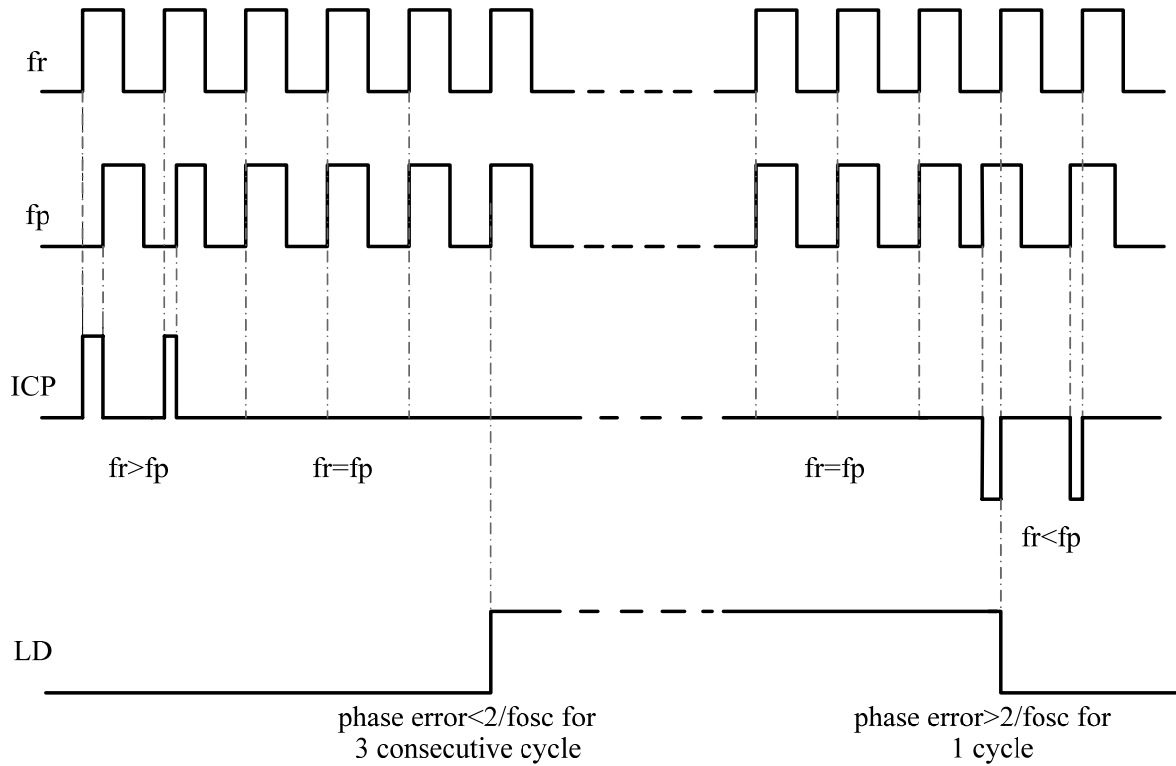 fr
fp
ICP
fr>fp
fr=fp
fr=fp
fr<fp
LD
phase error<2/fosc for
3 consecutive cycle
phase error>2/fosc for
1 cycle